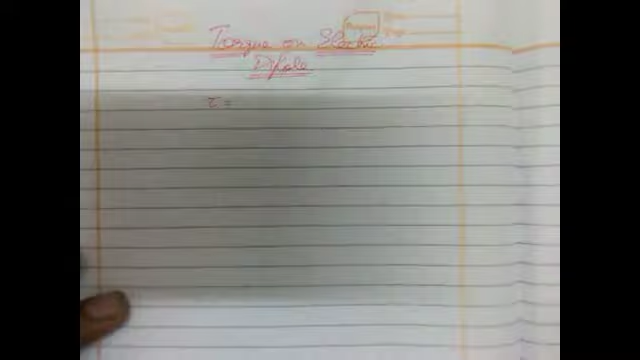 Torque on Electric
Dipole
τ =